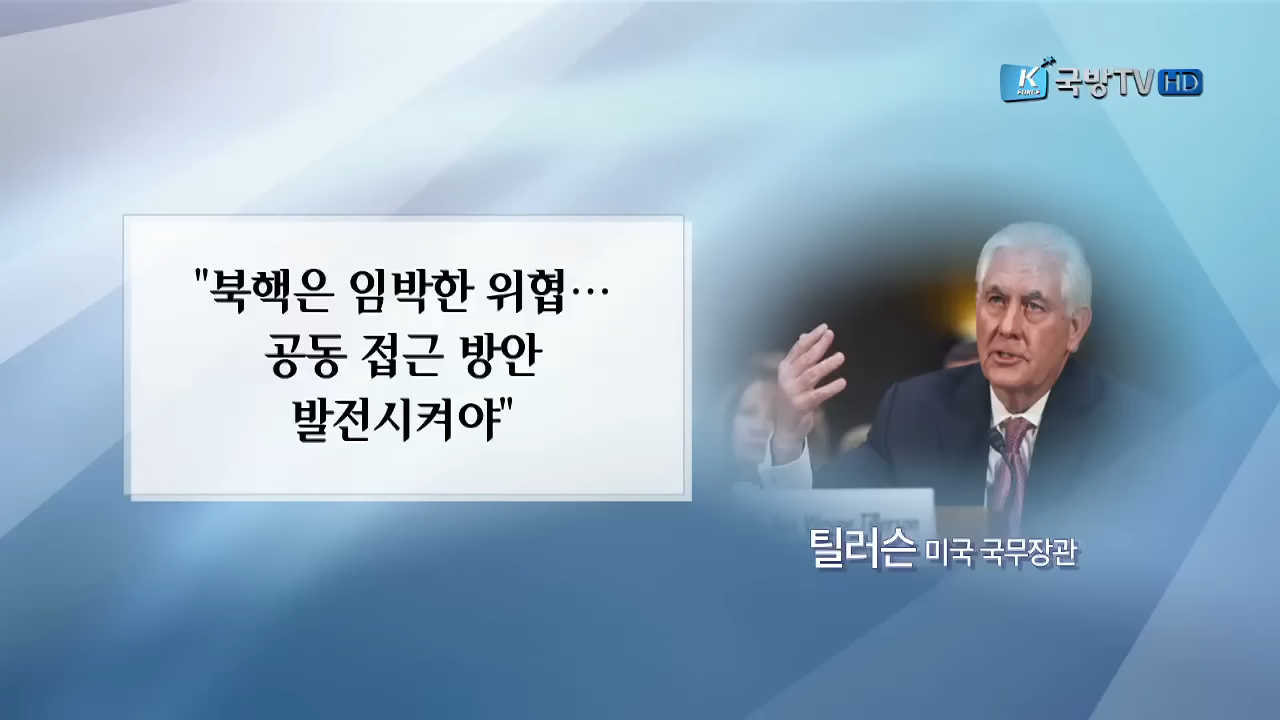 K FORCE 국방TV HD
"북핵은 임박한 위협…
공동 접근 방안
발전시켜야"
틸러슨 미국 국무장관